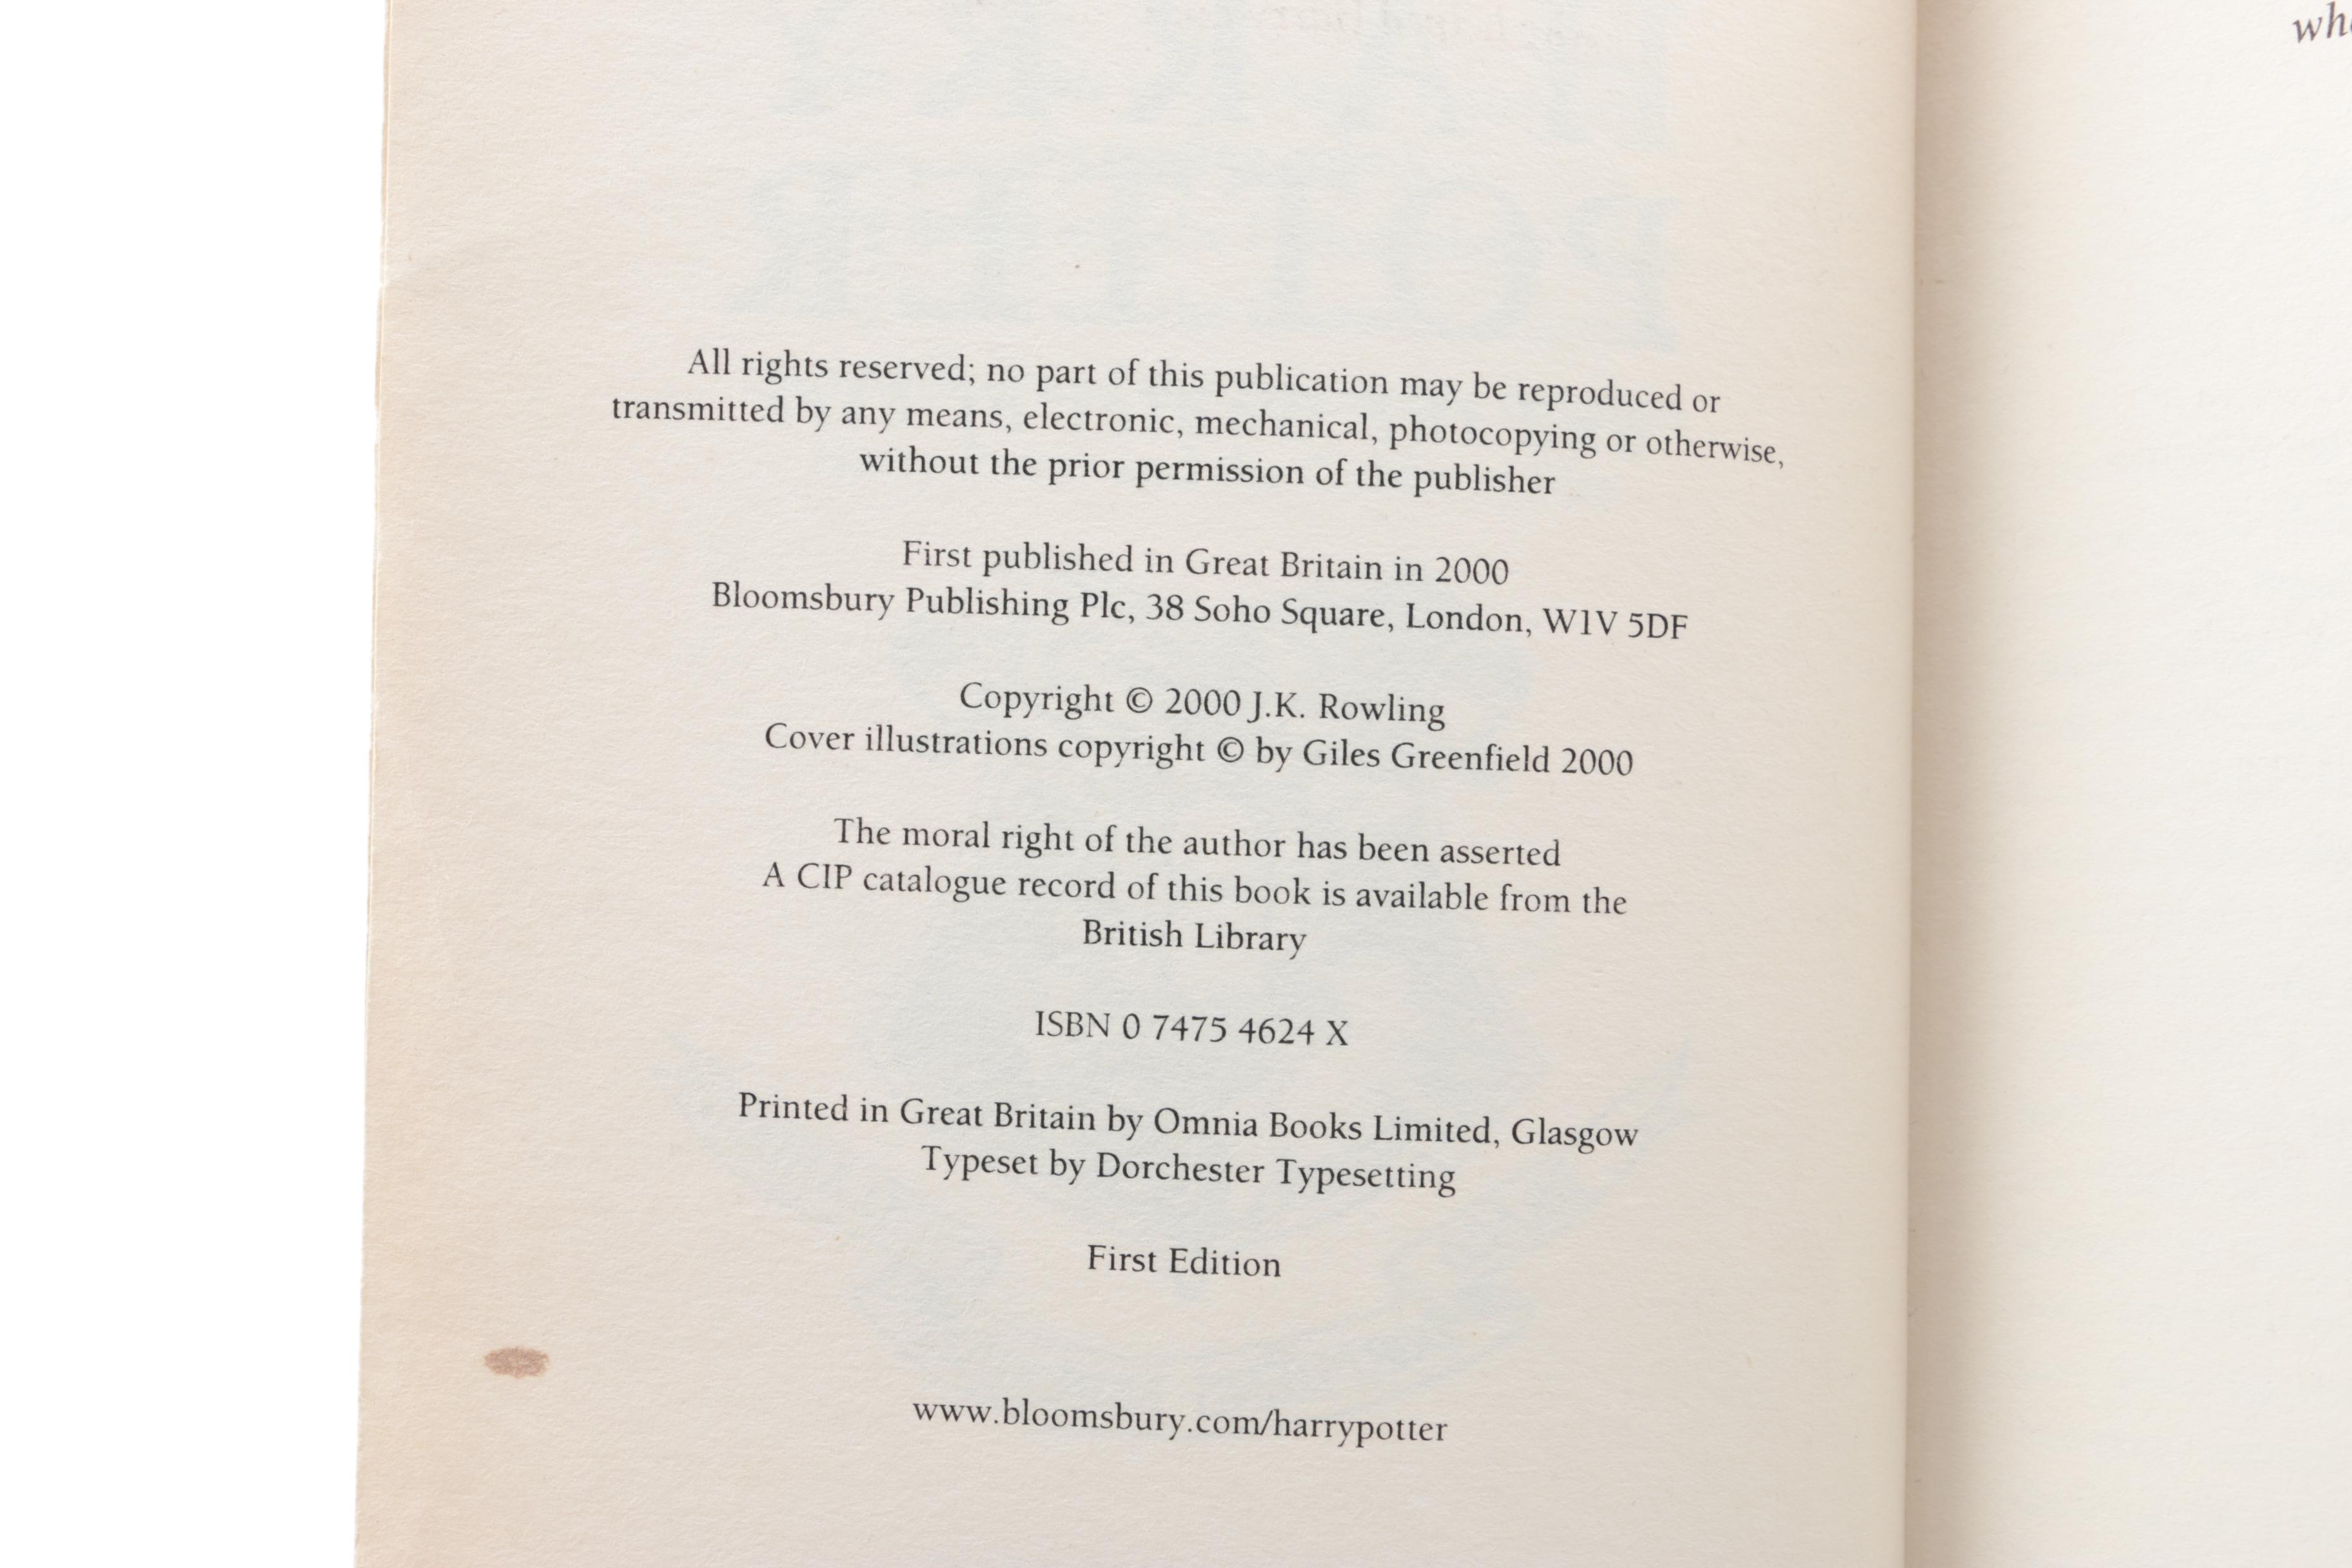 All rights reserved; no part of this publication may be reproduced or
transmitted by any means, electronic, mechanical, photocopying or otherwise,
without the prior permission of the publisher
First published in Great Britain in 2000
Bloomsbury Publishing Plc, 38 Soho Square, London, W1V 5DF
Copyright © 2000 J.K. Rowling
Cover illustrations copyright © by Giles Greenfield 2000
The moral right of the author has been asserted
A CIP catalogue record of this book is available from the
British Library
ISBN 0 7475 4624 X
Printed in Great Britain by Omnia Books Limited, Glasgow
Typeset by Dorchester Typesetting
First Edition
www.bloomsbury.com/harrypotter